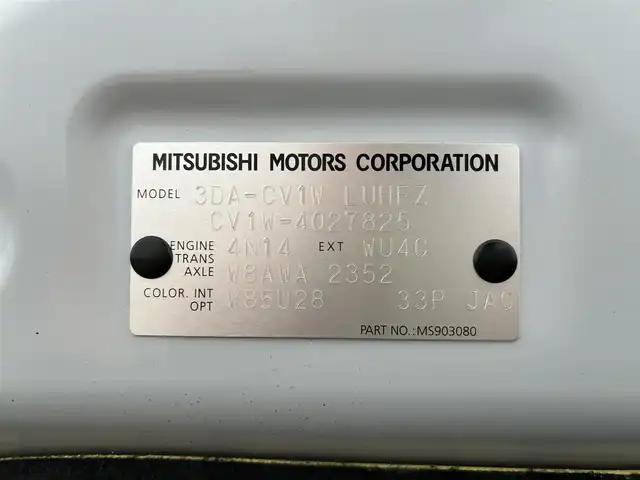 MITSUBISHI MOTORS CORPORATION
MODEL 3DA-CV1W LUHFZ
CV1W-4027825
ENGINE 4N14 EXT WU4C
TRANS
AXLE W8AWA 2352
COLOR. INT W85U28 33P JAC
OPT
PART NO.:MS903080